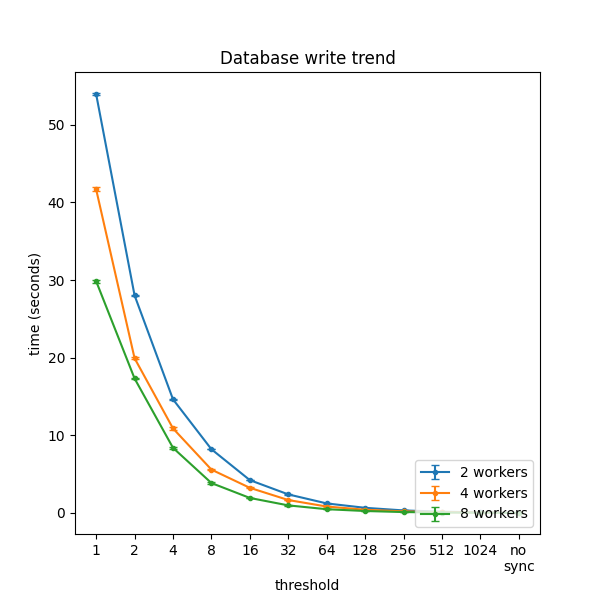 Database write trend
time (seconds)
50
40
30
20
10
0
2 workers
4 workers
8 workers
1 2 4 8 16 32 64 128 256 512 1024 no
sync
threshold